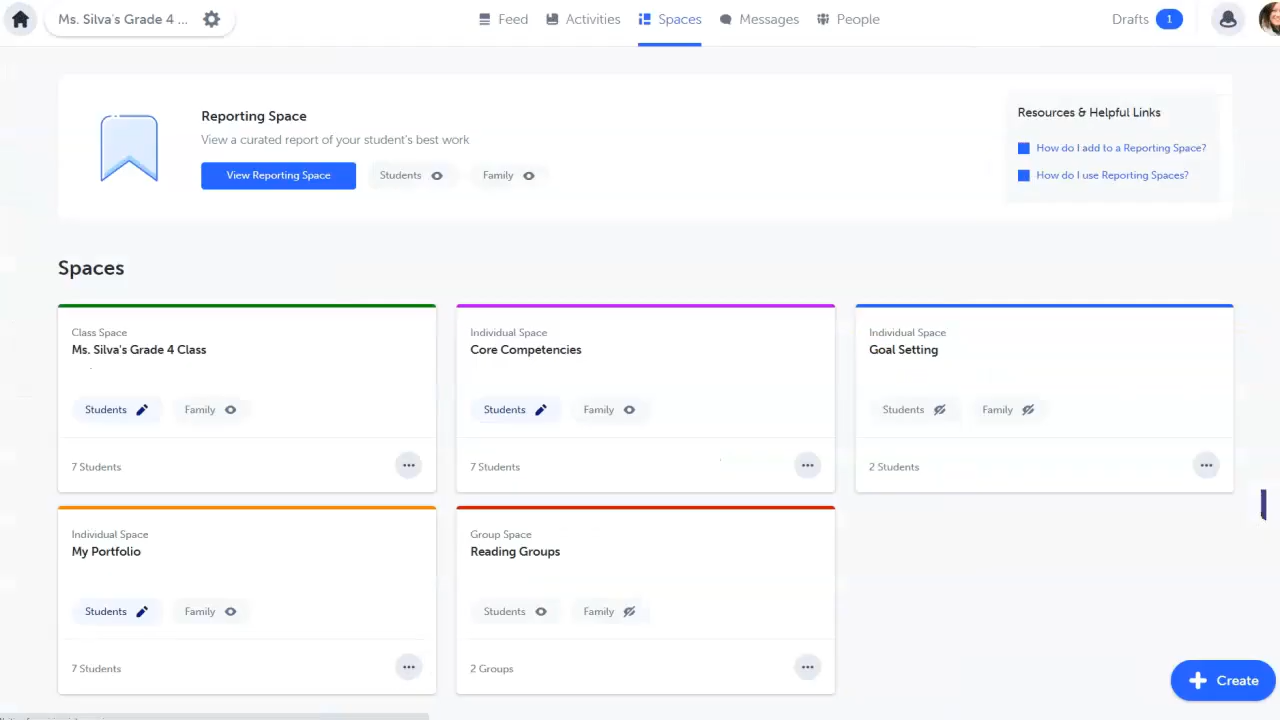 Ms. Silva's Grade 4 ...
Feed
Activities
Spaces
Messages
People
Drafts
1
Reporting Space
View a curated report of your student's best work
View Reporting Space
Students
Family
Resources & Helpful Links
How do I add to a Reporting Space?
How do I use Reporting Spaces?
Spaces
Class Space
Ms. Silva's Grade 4 Class
Students
Family
7 Students
Individual Space
Core Competencies
Students
Family
7 Students
Individual Space
Goal Setting
Students
Family
2 Students
Individual Space
My Portfolio
Students
Family
7 Students
Group Space
Reading Groups
Students
Family
2 Groups
Create